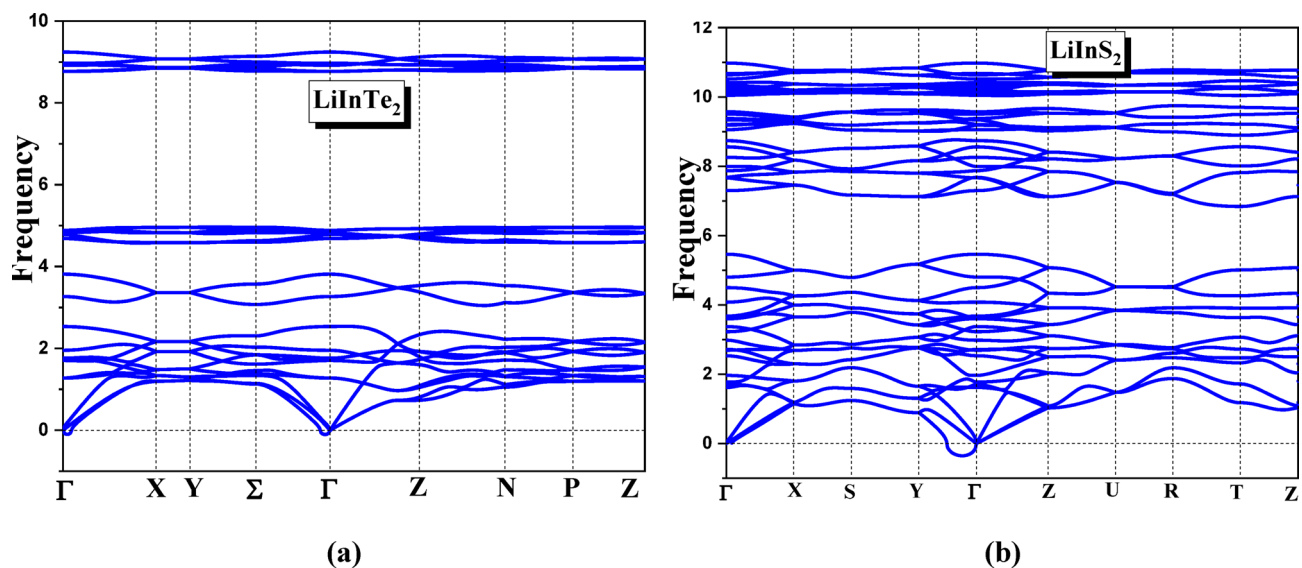 10
8
6
4
2
0
Frequency
LiInTe₂
Γ X Y Σ Γ Z N P Z
(a)
12
10
8
6
4
2
0
Frequency
LiInS₂
Γ X S Y Γ Z U R T Z
(b)